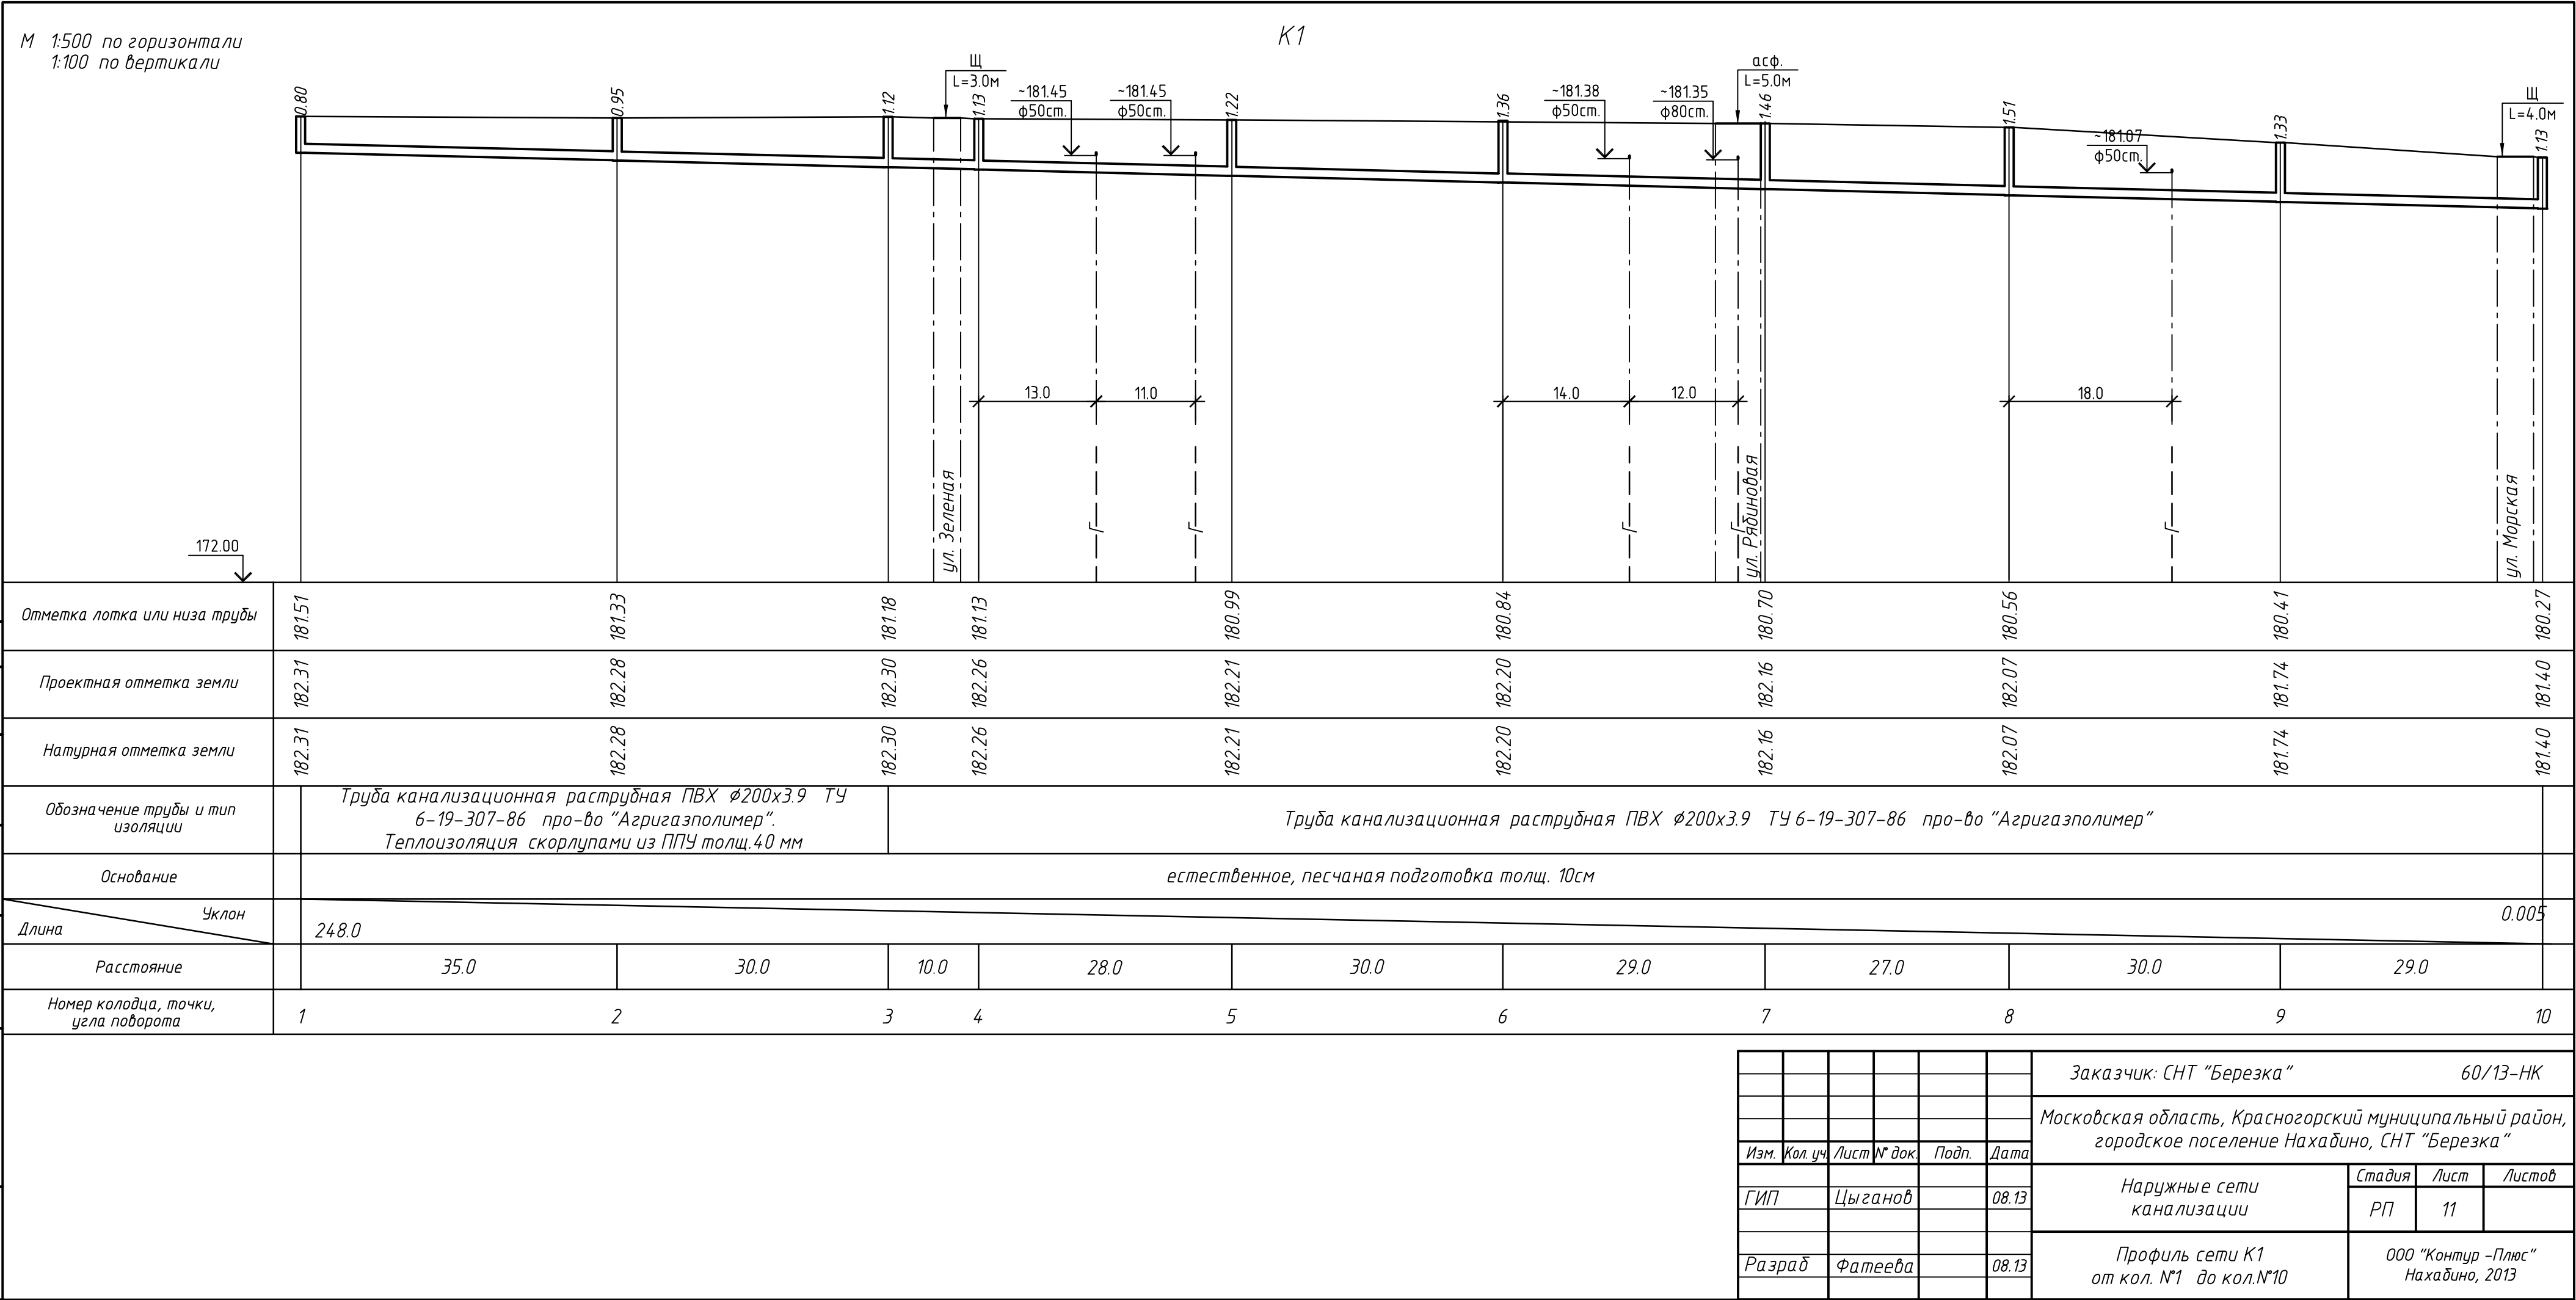 К1
М 1:500 по горизонтали
1:100 по вертикали
0.80
0.95
1.12
Щ
L=3.0м
1.13
~181.45
ф50ст.
~181.45
ф50ст.
1.22
1.36
~181.38
ф50ст.
~181.35
ф80ст.
асф.
L=5.0м
1.46
1.51
~181.07
ф50ст.
1.33
Щ
L=4.0м
1.13
13.0
11.0
14.0
12.0
18.0
ул. Зеленая
Г
Г
Г
Г
ул. Рябиновая
Г
ул. Морская
172.00
Отметка лотка или низа трубы
181.51
181.33
181.18
181.13
180.99
180.84
180.70
180.56
180.41
180.27
Проектная отметка земли
182.31
182.28
182.30
182.26
182.21
182.20
182.16
182.07
181.74
181.40
Натурная отметка земли
182.31
182.28
182.30
182.26
182.21
182.20
182.16
182.07
181.74
181.40
Обозначение трубы и тип
изоляции
Труба канализационная раструбная ПВХ ϕ200х3.9 ТУ
6-19-307-86 про-во "Агригазполимер".
Теплоизоляция скорлупами из ППУ толщ.40 мм
Труба канализационная раструбная ПВХ ϕ200х3.9 ТУ 6-19-307-86 про-во "Агригазполимер"
Основание
естественное, песчаная подготовка толщ. 10см
Уклон
Длина
248.0
0.005
Расстояние
35.0
30.0
10.0
28.0
30.0
29.0
27.0
30.0
29.0
Номер колодца, точки,
угла поворота
1
2
3
4
5
6
7
8
9
10
Заказчик: СНТ "Березка" 60/13-НК
Московская область, Красногорский муниципальный район,
городское поселение Нахабино, СНТ "Березка"
Изм. Кол. уч. Лист № док. Подп. Дата
Наружные сети
канализации
Стадия Лист Листов
РП 11
ГИП Цыганов 08.13
Разраб Фатеева 08.13
Профиль сети К1
от кол. №1 до кол.№10
ООО "Контур -Плюс"
Нахабино, 2013